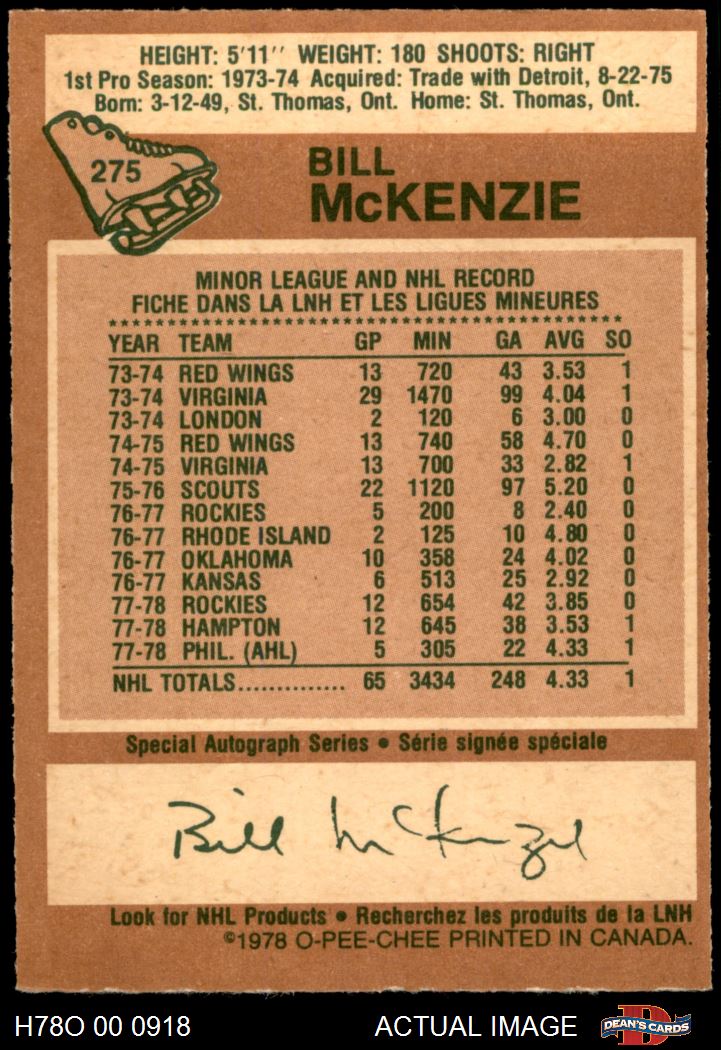 HEIGHT: 5'11'' WEIGHT: 180 SHOOTS: RIGHT
1st Pro Season: 1973-74 Acquired: Trade with Detroit, 8-22-75
Born: 3-12-49, St. Thomas, Ont. Home: St. Thomas, Ont.
275
BILL
McKENZIE
MINOR LEAGUE AND NHL RECORD
FICHE DANS LA LNH ET LES LIGUES MINEURES
YEAR TEAM GP MIN GA AVG SO
73-74 RED WINGS 13 720 43 3.53 1
73-74 VIRGINIA 29 1470 99 4.04 1
73-74 LONDON 2 120 6 3.00 0
74-75 RED WINGS 13 740 58 4.70 0
74-75 VIRGINIA 13 700 33 2.82 1
75-76 SCOUTS 22 1120 97 5.20 0
76-77 ROCKIES 5 200 8 2.40 0
76-77 RHODE ISLAND 2 125 10 4.80 0
76-77 OKLAHOMA 10 358 24 4.02 0
76-77 KANSAS 6 513 25 2.92 0
77-78 ROCKIES 12 654 42 3.85 0
77-78 HAMPTON 12 645 38 3.53 1
77-78 PHIL. (AHL) 5 305 22 4.33 1
NHL TOTALS.............. 65 3434 248 4.33 1
Special Autograph Series • Série signée spéciale
Bill McKenzie
Look for NHL Products • Recherchez les produits de la LNH
©1978 O-PEE-CHEE PRINTED IN CANADA.
H78O 00 0918 ACTUAL IMAGE DEAN'S CARDS